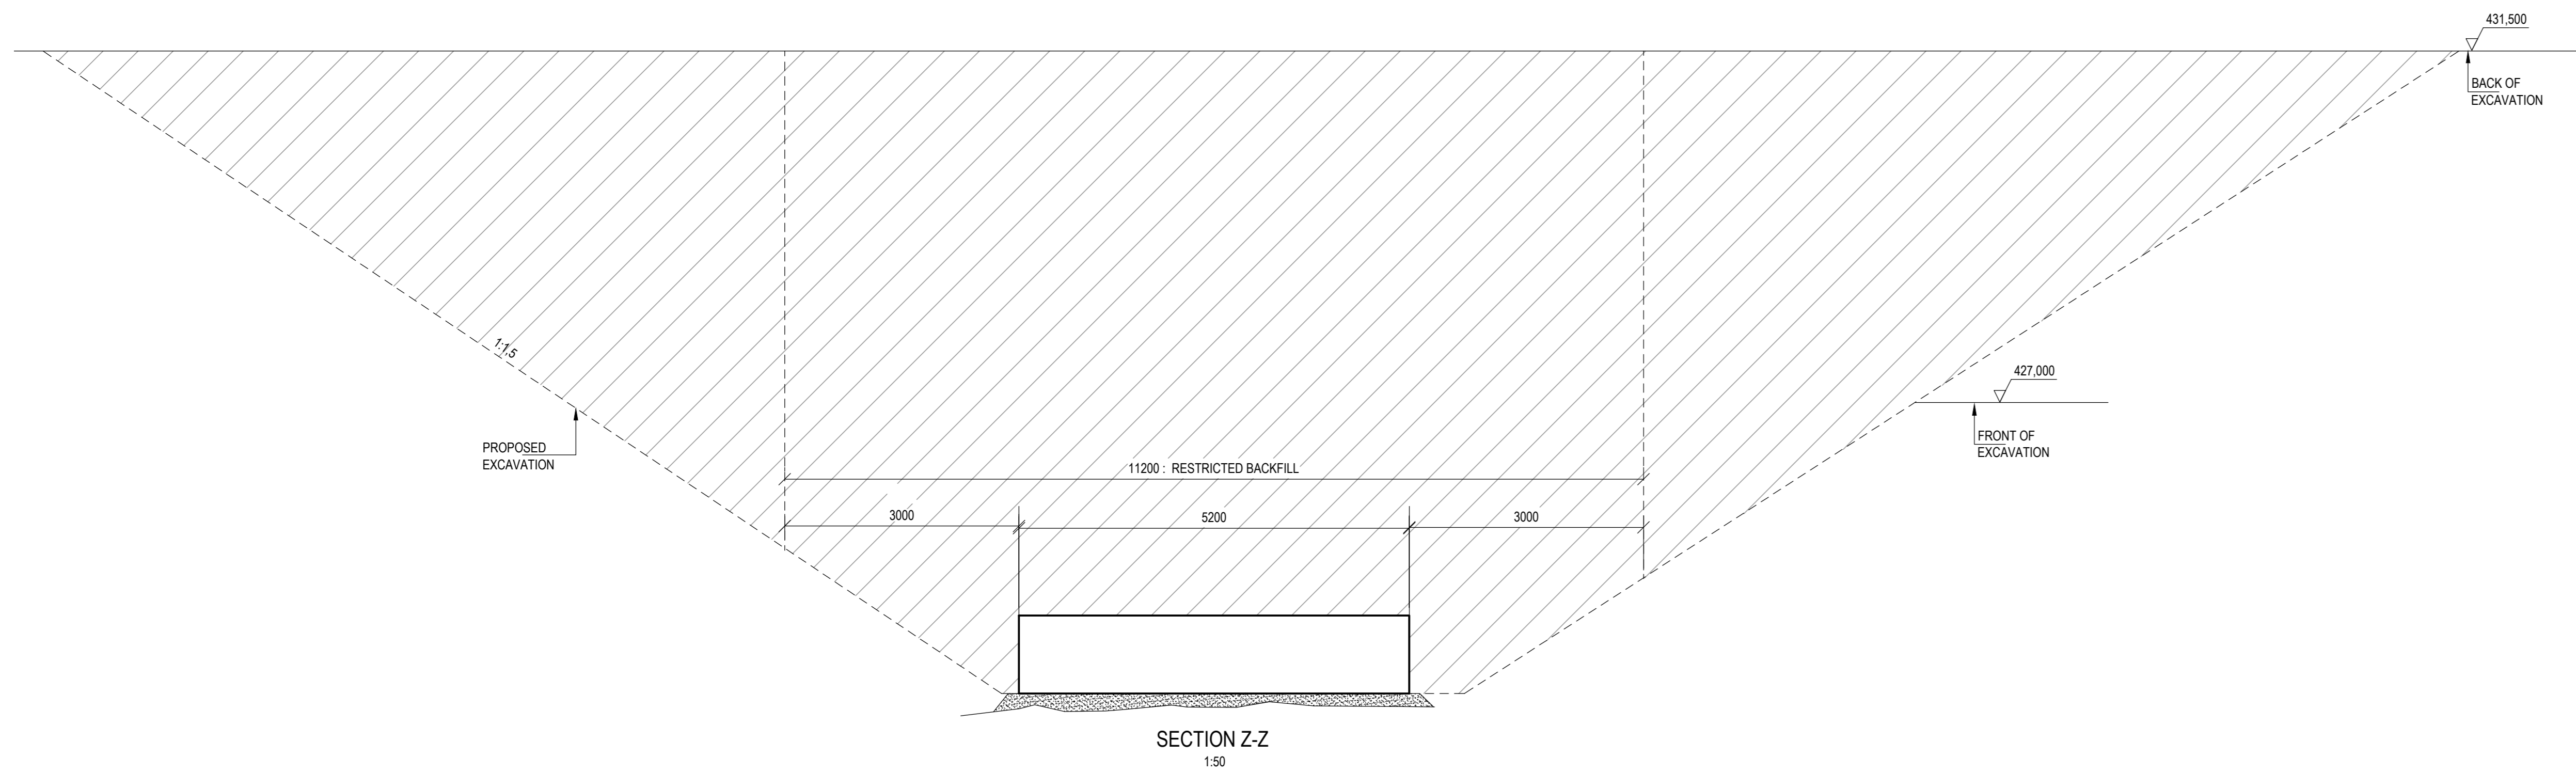 431,500
BACK OF
EXCAVATION
1:1,5
427,000
FRONT OF
EXCAVATION
PROPOSED
EXCAVATION
11200 : RESTRICTED BACKFILL
3000
5200
3000
SECTION Z-Z
1:50